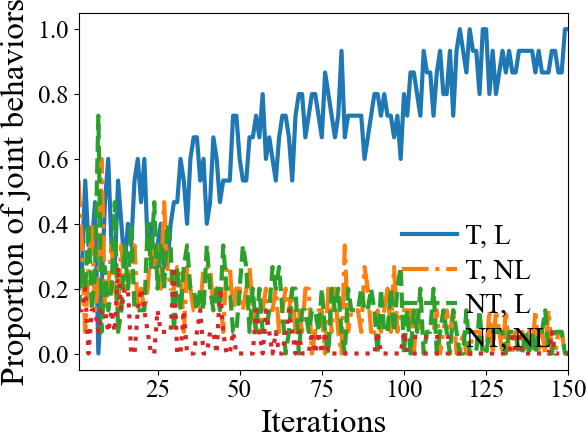 Proportion of joint behaviors
1.0
0.8
0.6
0.4
0.2
0.0
T, L
T, NL
NT, L
NT, NL
25
50
75
100
125
150
Iterations